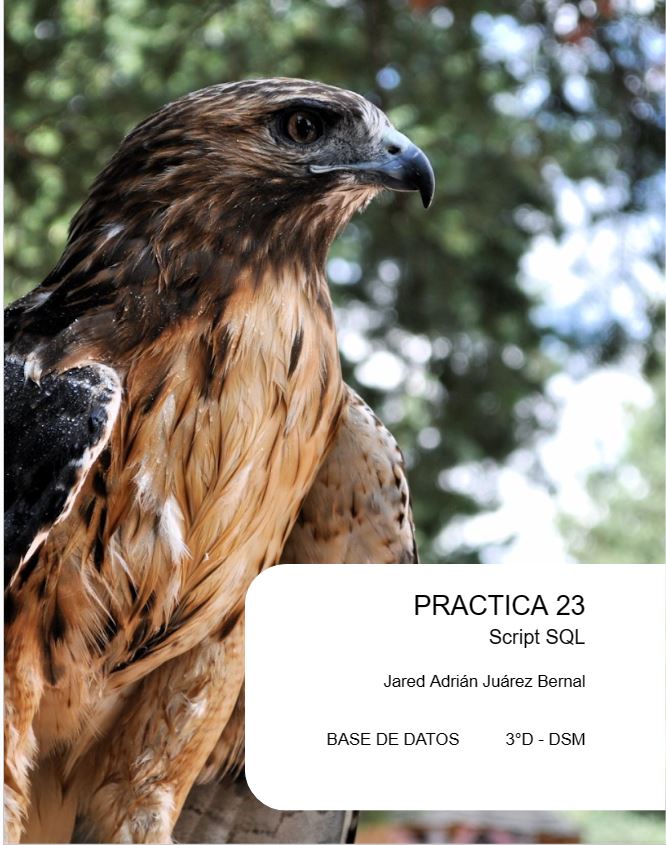 PRACTICA 23
Script SQL
Jared Adrián Juárez Bernal
BASE DE DATOS 3°D - DSM